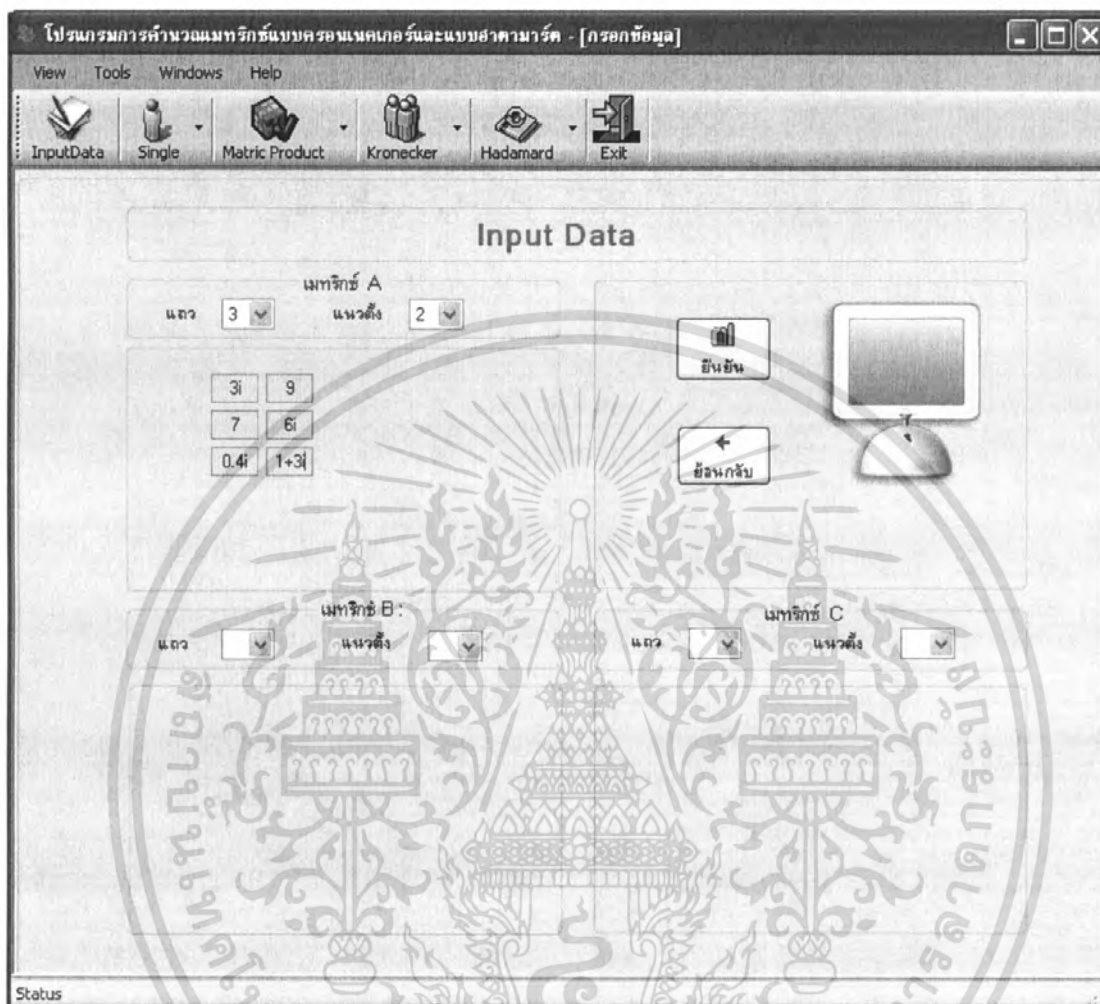 โปรแกรมการคำนวณเมทริกซ์แบบครอนเนคเกอร์และแบบฮาดามาร์ด - [กรอกข้อมูล]
View Tools Windows Help
InputData Single Matric Product Kronecker Hadamard Exit
Input Data
เมทริกซ์ A
แถว 3 แนวตั้ง 2
ยืนยัน
3i 9
7 6i
0.4i 1+3i
ย้อนกลับ
เมทริกซ์ B : เมทริกซ์ C
แถว แนวตั้ง แถว แนวตั้ง
Status